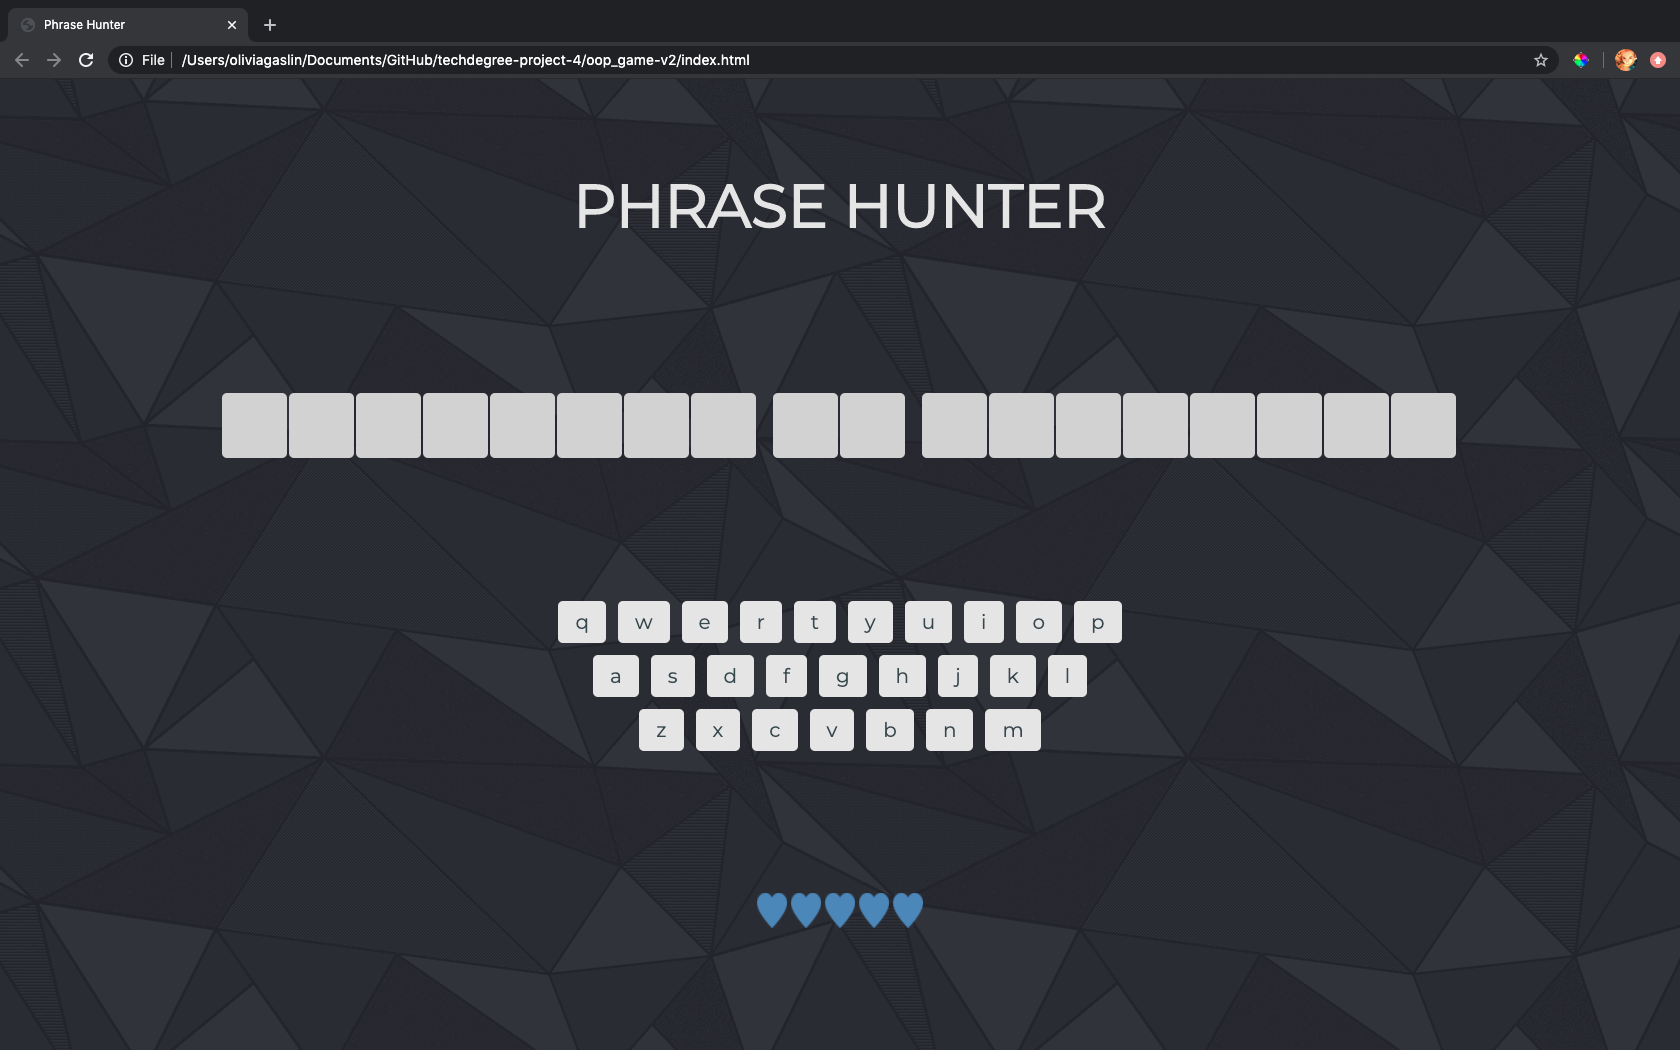 Phrase Hunter
File /Users/oliviagaslin/Documents/GitHub/techdegree-project-4/oop_game-v2/index.html
PHRASE HUNTER
q w e r t y u i o p
a s d f g h j k l
z x c v b n m